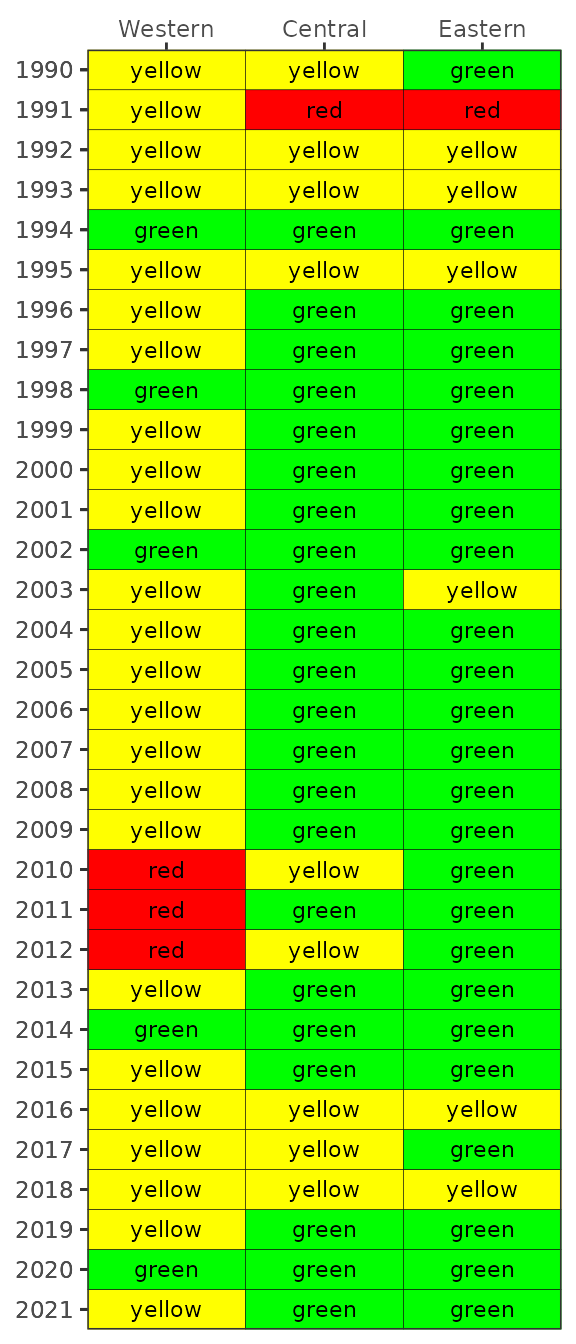 Western Central Eastern
1990 yellow yellow green
1991 yellow red red
1992 yellow yellow yellow
1993 yellow yellow yellow
1994 green green green
1995 yellow yellow yellow
1996 yellow green green
1997 yellow green green
1998 green green green
1999 yellow green green
2000 yellow green green
2001 yellow green green
2002 green green green
2003 yellow green yellow
2004 yellow green green
2005 yellow green green
2006 yellow green green
2007 yellow green green
2008 yellow green green
2009 yellow green green
2010 red yellow green
2011 red green green
2012 red yellow green
2013 yellow green green
2014 green green green
2015 yellow green green
2016 yellow yellow yellow
2017 yellow yellow green
2018 yellow yellow yellow
2019 yellow green green
2020 green green green
2021 yellow green green